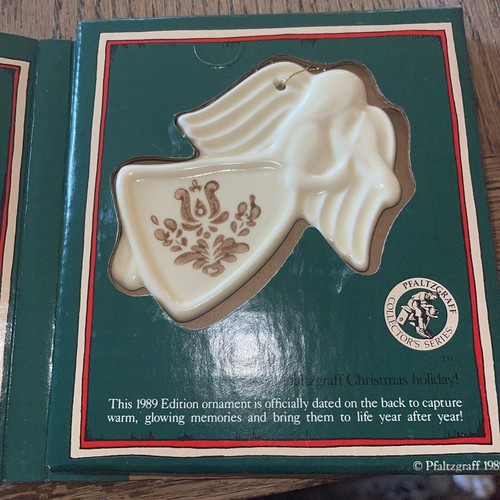 PFALTZGRAFF
COLLECTOR'S SERIES
TM
Christmas holiday!
This 1989 Edition ornament is officially dated on the back to capture
warm, glowing memories and bring them to life year after year!
© Pfaltzgraff 198